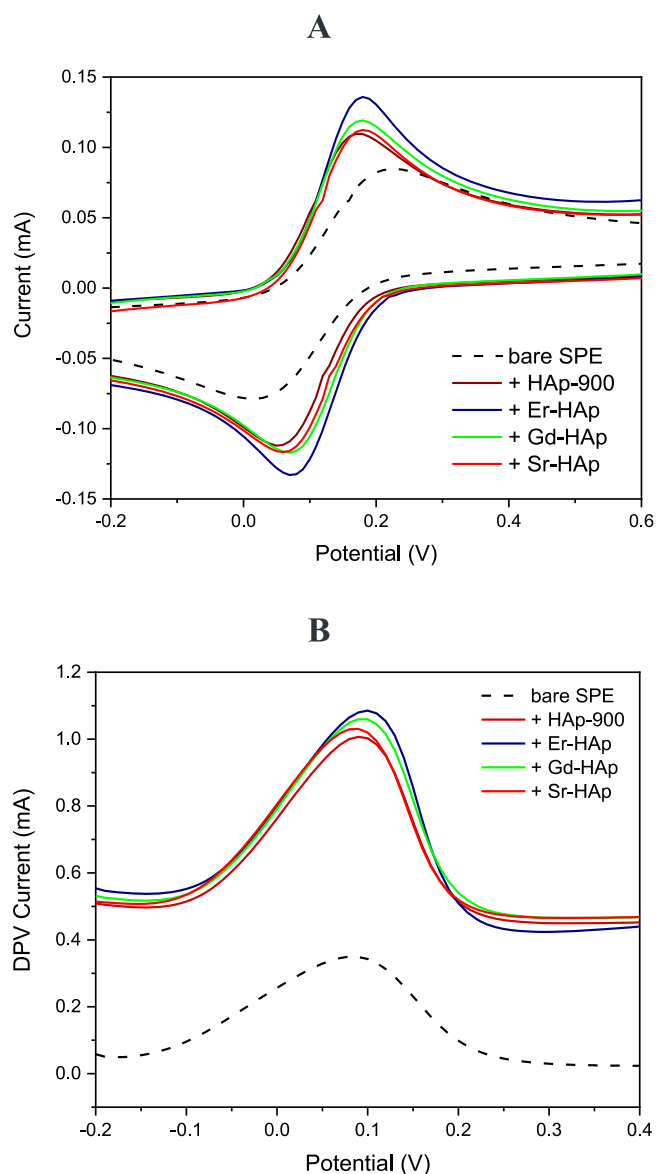 A
0.15
0.10
0.05
0.00
-0.05
-0.10
-0.15
Current (mA)
bare SPE
+ HAp-900
+ Er-HAp
+ Gd-HAp
+ Sr-HAp
-0.2 0.0 0.2 0.4 0.6
Potential (V)
B
1.2
1.0
0.8
0.6
0.4
0.2
0.0
DPV Current (mA)
bare SPE
+ HAp-900
+ Er-HAp
+ Gd-HAp
+ Sr-HAp
-0.2 -0.1 0.0 0.1 0.2 0.3 0.4
Potential (V)